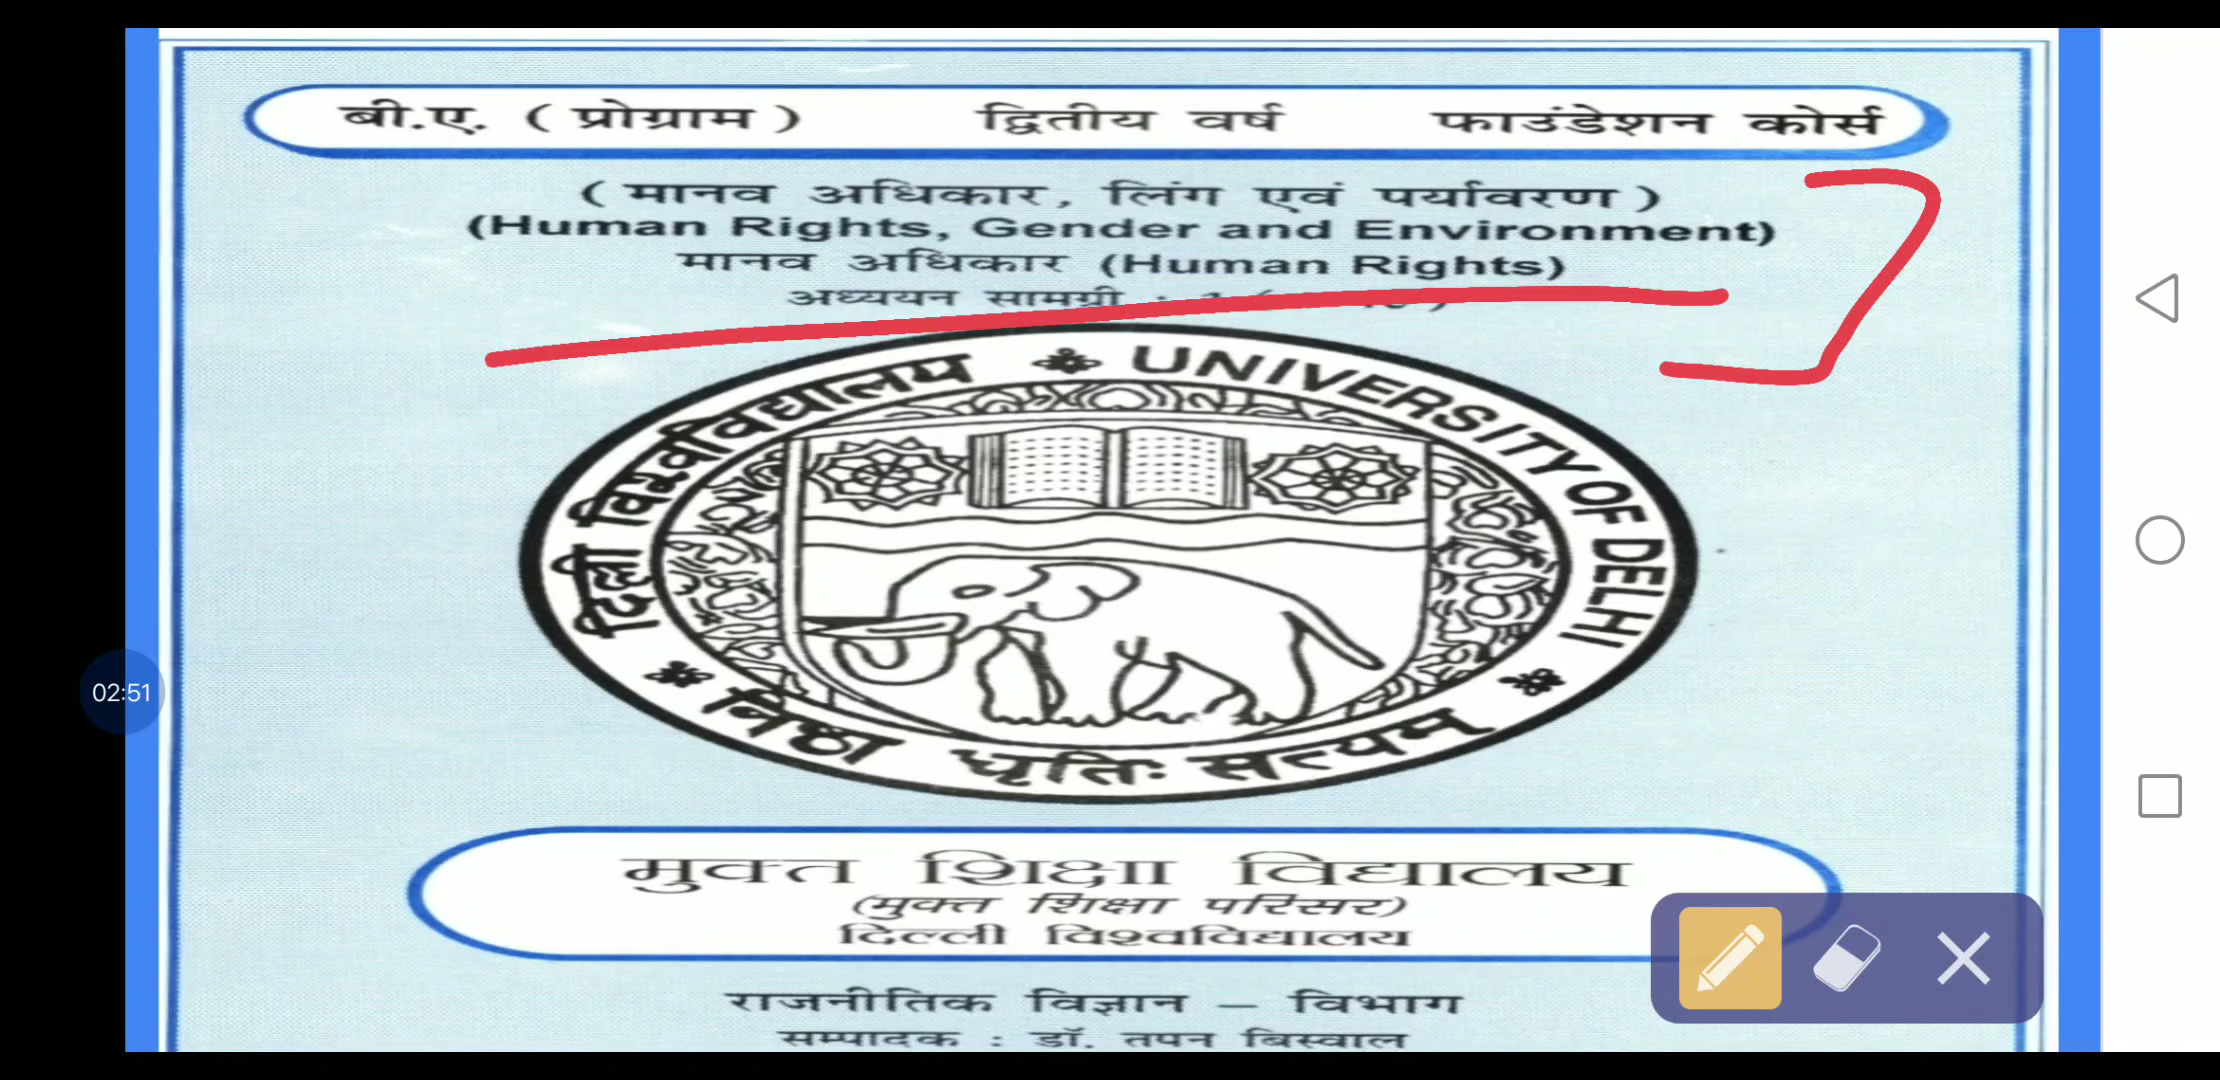 बी.ए. ( प्रोग्राम ) द्वितीय वर्ष फाउंडेशन कोर्स
( मानव अधिकार, लिंग एवं पर्यावरण )
(Human Rights, Gender and Environment)
मानव अधिकार (Human Rights)
अध्ययन सामग्री : 1 (
दिल्ली विश्वविद्यालय UNIVERSITY OF DELHI
निष्ठा धृतिः सत्यम्
02:51
मुक्त शिक्षा विद्यालय
(मुक्त शिक्षा परिसर)
दिल्ली विश्वविद्यालय
राजनीतिक विज्ञान – विभाग
सम्पादक : डॉ. तपन बिस्वाल